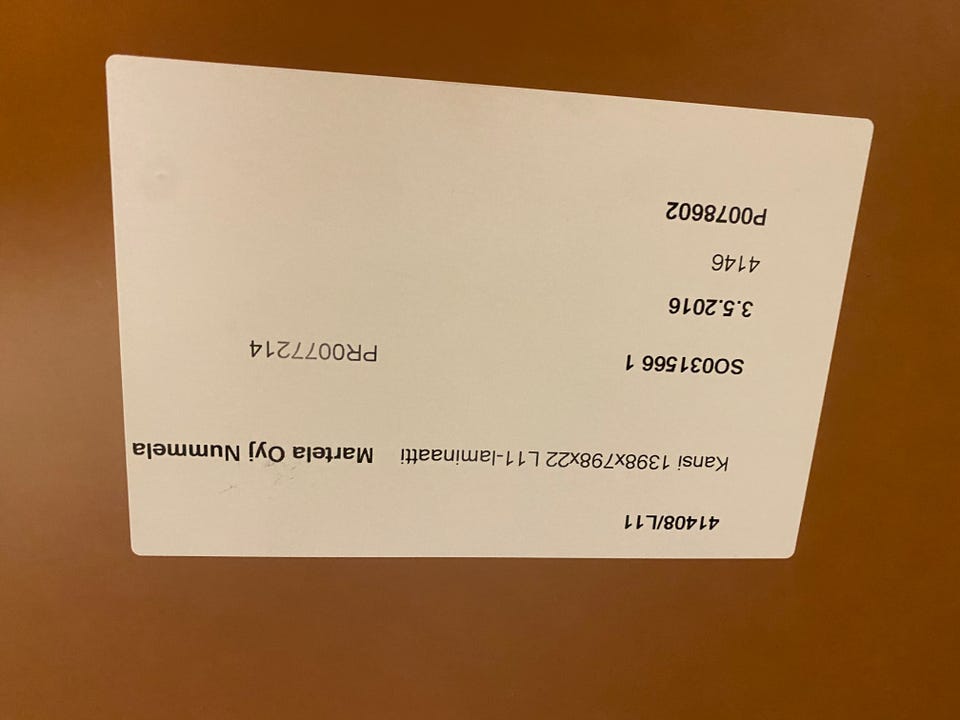 41408/L11
Kansi 1398x798x22 L11-laminaatti Martela Oyj Nummela
SO031566 1 PR0077214
3.5.2016
4146
P0078602